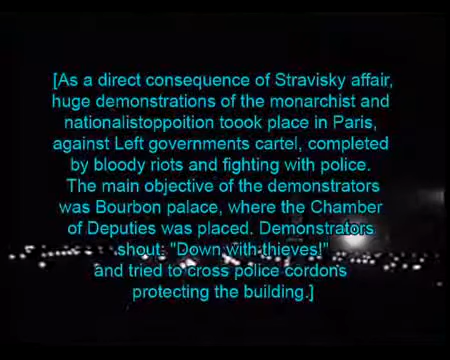 [As a direct consequence of Stravisky affair,
huge demonstrations of the monarchist and
nationalistoppoition toook place in Paris,
against Left governments cartel, completed
by bloody riots and fighting with police.
The main objective of the demonstrators
was Bourbon palace, where the Chamber
of Deputies was placed. Demonstrators
shout: "Down with thieves!"
and tried to cross police cordons
protecting the building.]